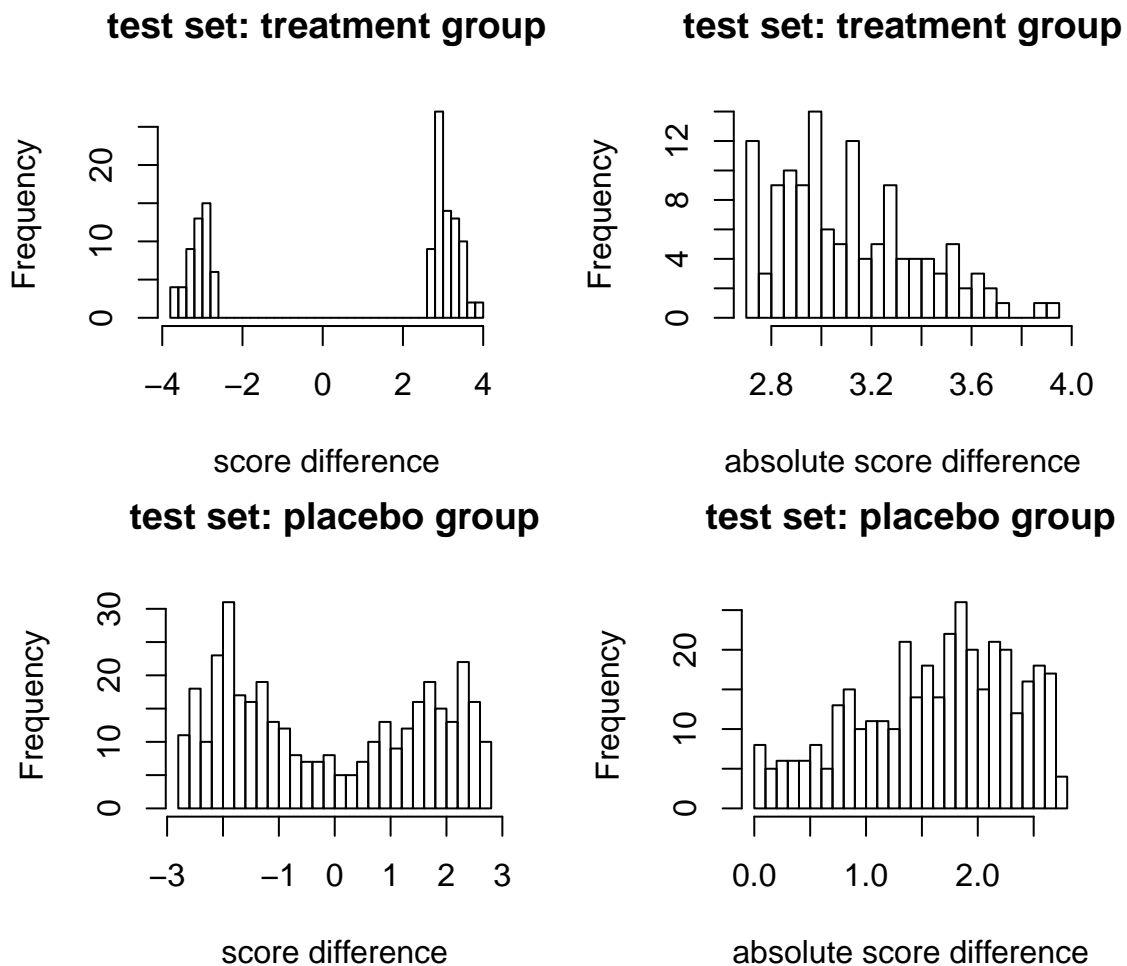 test set: treatment group
Frequency
0 10 20
−4 −2 0 2 4
score difference
test set: treatment group
Frequency
0 4 8 12
2.8 3.2 3.6 4.0
absolute score difference
test set: placebo group
Frequency
0 10 20 30
−3 −1 0 1 2 3
score difference
test set: placebo group
Frequency
0 10 20
0.0 1.0 2.0
absolute score difference